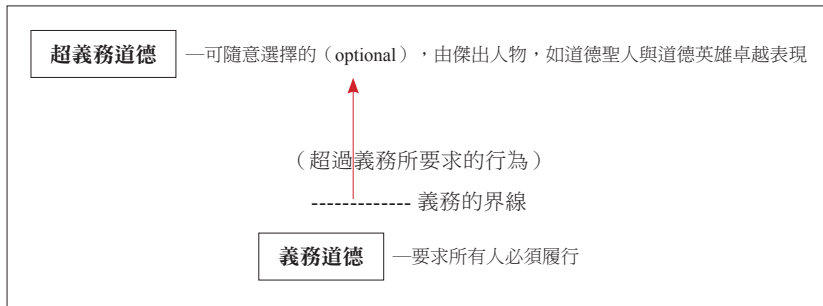 超義務道德 —可隨意選擇的（optional），由傑出人物，如道德聖人與道德英雄卓越表現
（超過義務所要求的行為）
------------- 義務的界線
義務道德 —要求所有人必須履行